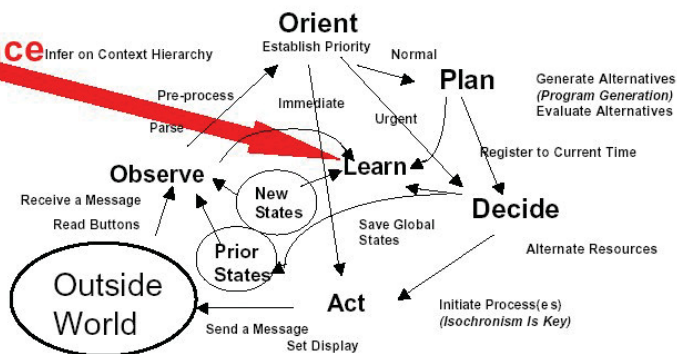 Orient
Establish Priority
ce
Infer on Context Hierarchy
Normal
Plan
Generate Alternatives
(Program Generation)
Evaluate Alternatives
Pre-process
Immediate
Urgent
Parse
Learn
Register to Current Time
Observe
Receive a Message
Read Buttons
New
States
Decide
Save Global
States
Alternate Resources
Prior
States
Outside
World
Act
Initiate Process(es)
(Isochronism Is Key)
Send a Message
Set Display